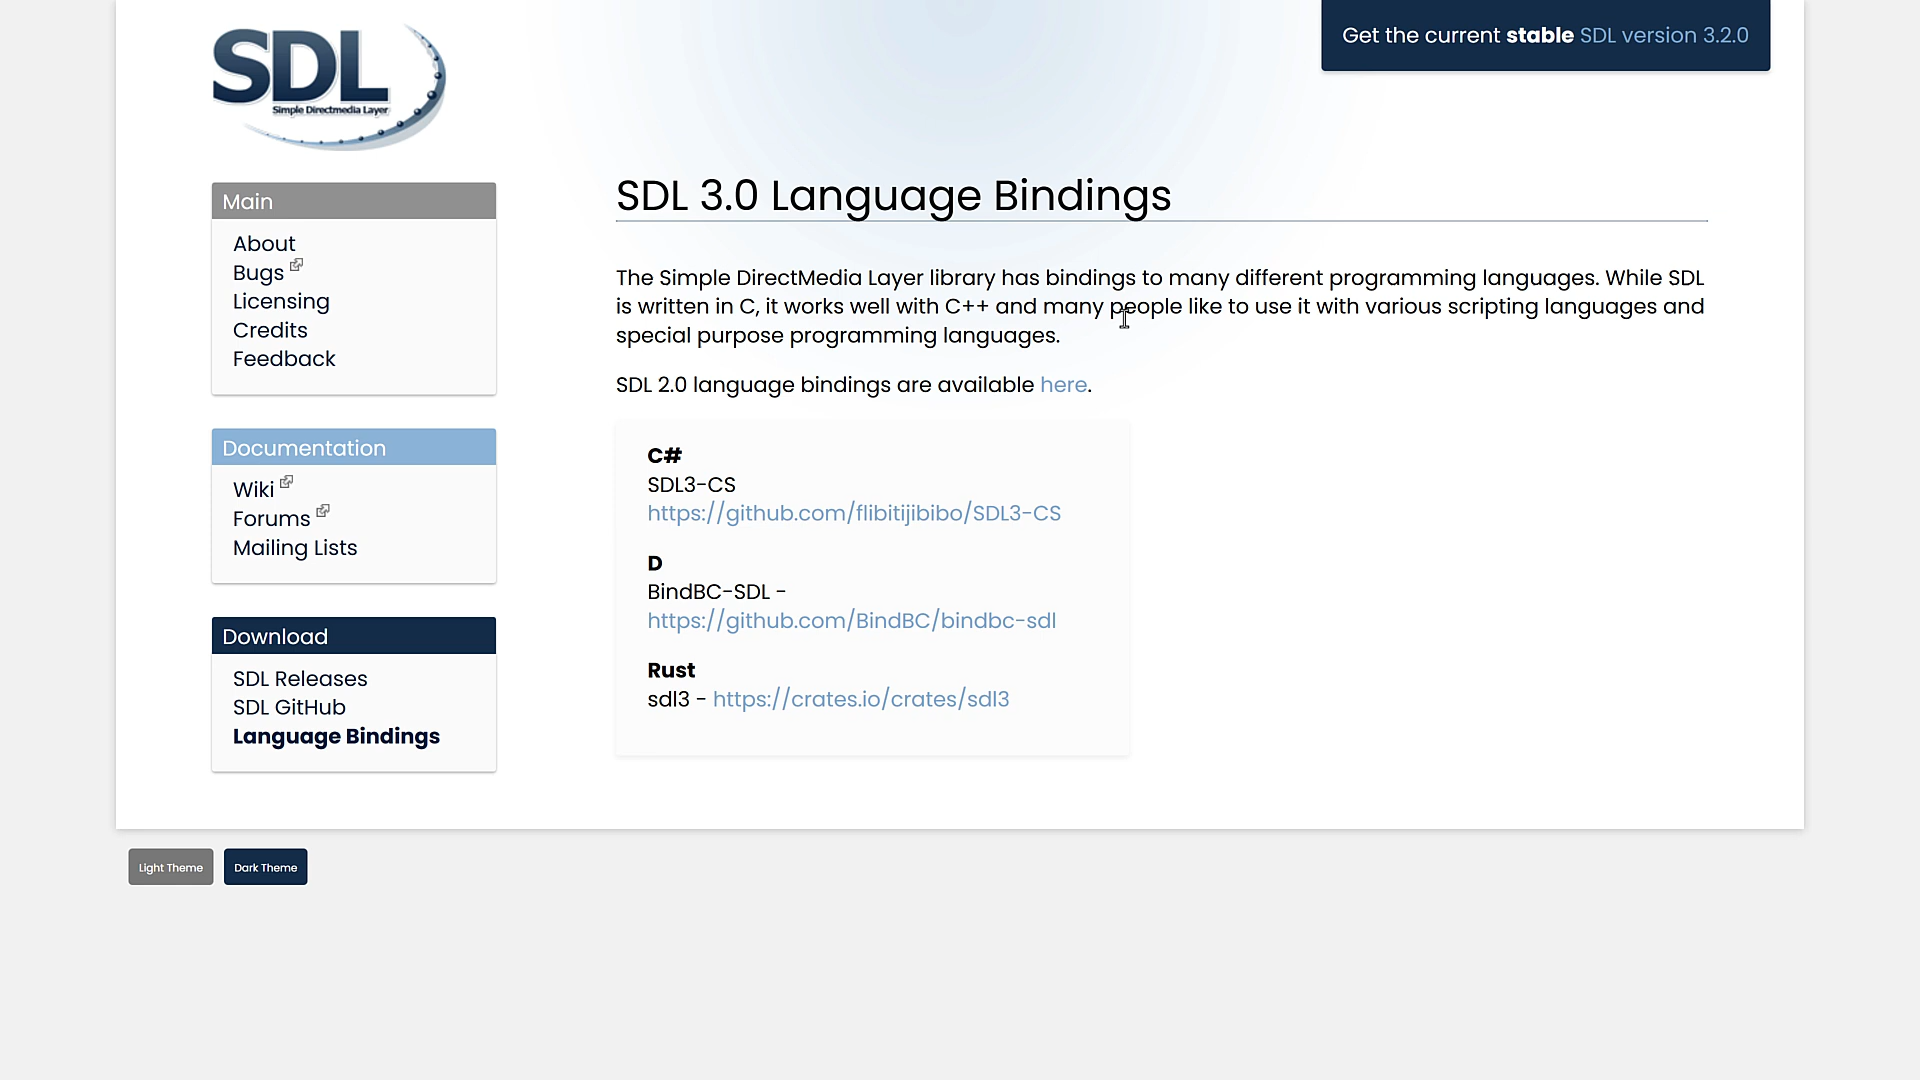 SDL
Simple Directmedia Layer
Get the current stable SDL version 3.2.0
Main
About
Bugs
Licensing
Credits
Feedback
Documentation
Wiki
Forums
Mailing Lists
Download
SDL Releases
SDL GitHub
Language Bindings
SDL 3.0 Language Bindings
The Simple DirectMedia Layer library has bindings to many different programming languages. While SDL
is written in C, it works well with C++ and many people like to use it with various scripting languages and
special purpose programming languages.
SDL 2.0 language bindings are available here.
C#
SDL3-CS
https://github.com/flibitijibibo/SDL3-CS
D
BindBC-SDL -
https://github.com/BindBC/bindbc-sdl
Rust
sdl3 - https://crates.io/crates/sdl3
Light Theme
Dark Theme